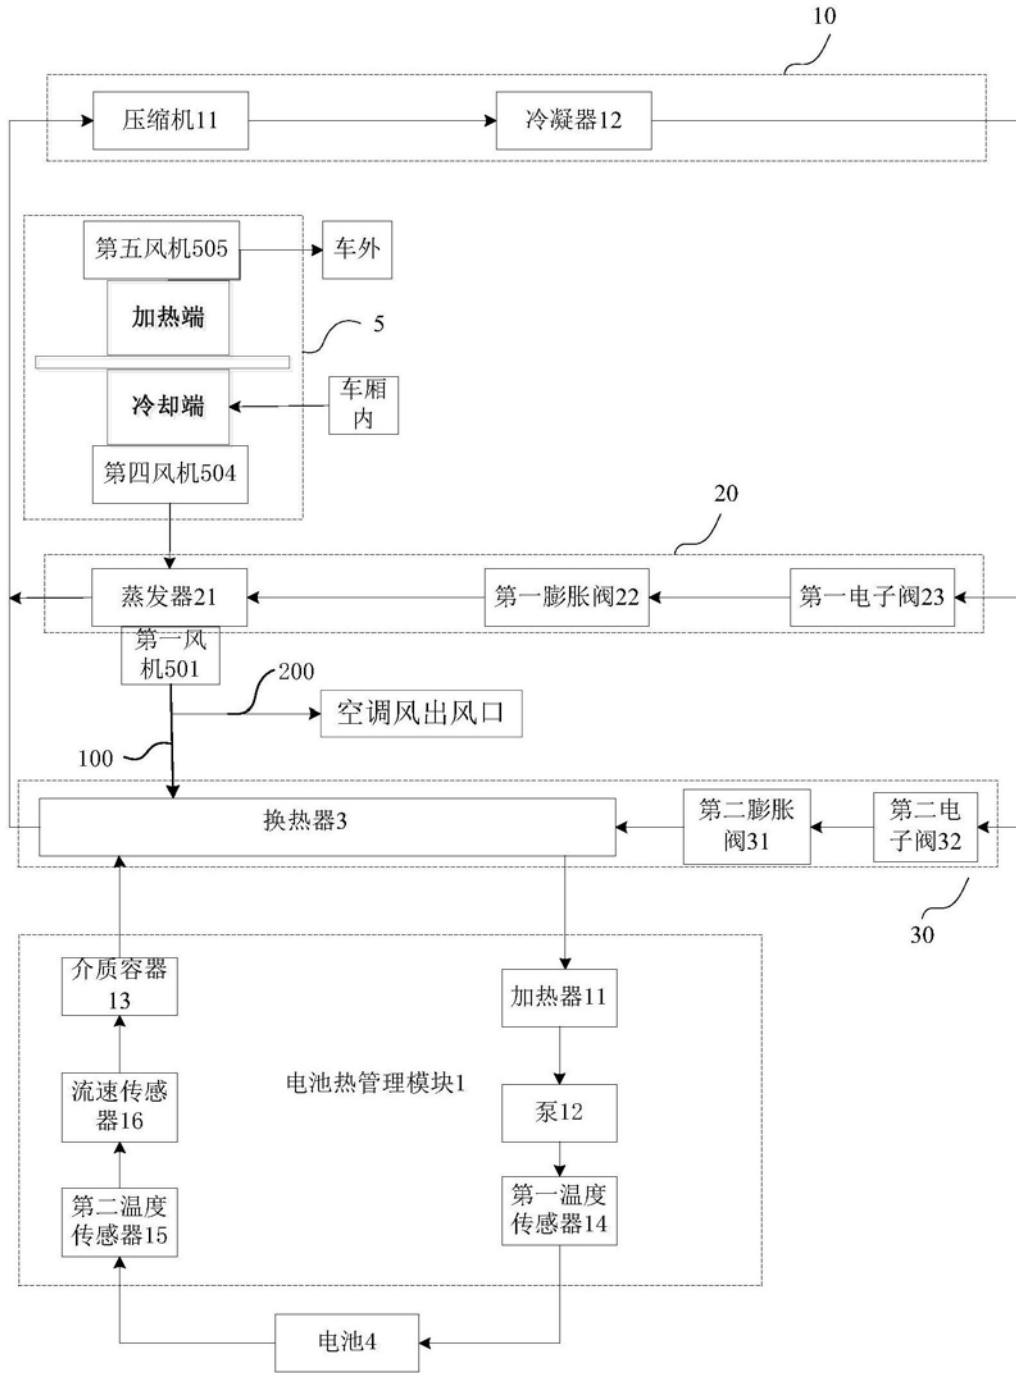 10
压缩机11
冷凝器12
第五风机505
车外
加热端
5
冷却端
车厢
内
第四风机504
20
蒸发器21
第一膨胀阀22
第一电子阀23
第一风
机501
200
空调风出风口
100
换热器3
第二膨胀
阀31
第二电
子阀32
30
介质容器
13
加热器11
流速传感
器16
电池热管理模块1
泵12
第二温度
传感器15
第一温度
传感器14
电池4